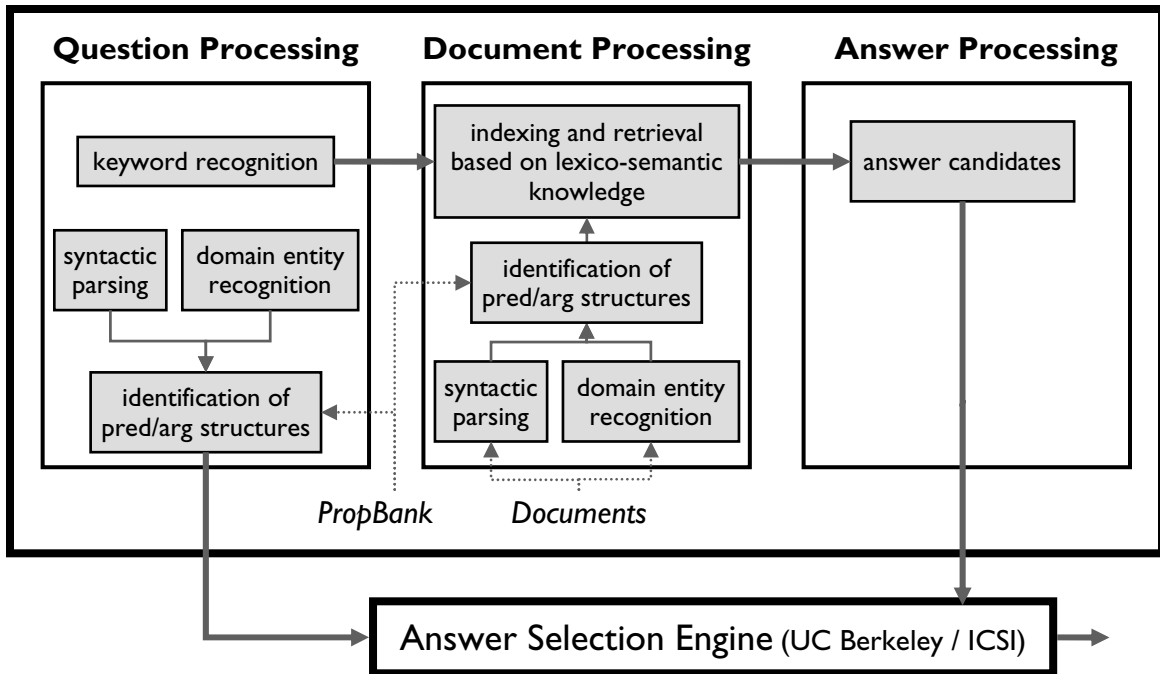 Question Processing
Document Processing
Answer Processing
keyword recognition
indexing and retrieval
based on lexico-semantic
knowledge
answer candidates
syntactic
parsing
domain entity
recognition
identification of
pred/arg structures
identification of
pred/arg structures
syntactic
parsing
domain entity
recognition
PropBank
Documents
Answer Selection Engine (UC Berkeley / ICSI)